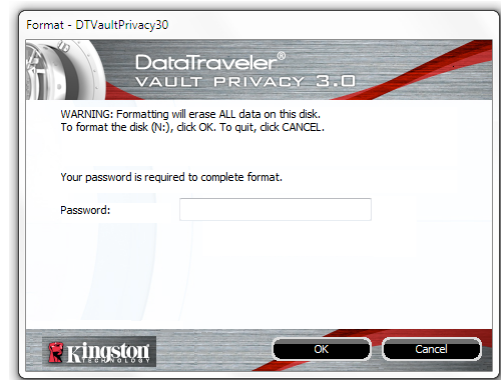 Format - DTVaultPrivacy30
DataTraveler®
VAULT PRIVACY 3.0
WARNING: Formatting will erase ALL data on this disk.
To format the disk (N:), click OK. To quit, click CANCEL.
Your password is required to complete format.
Password:
Kingston
TECHNOLOGY
OK
Cancel